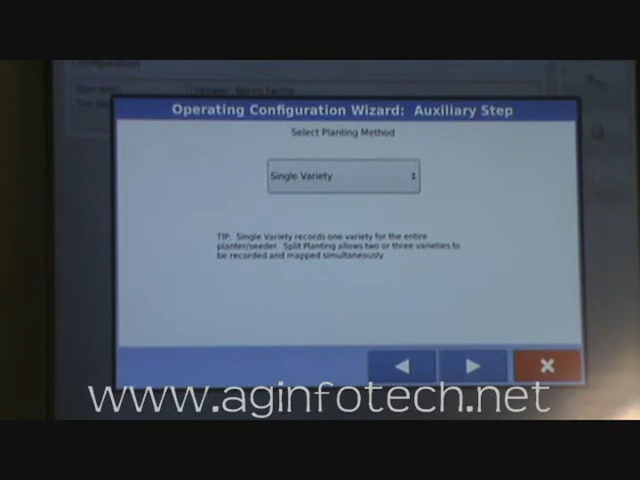 Configuration
Operating Configuration Wizard: Auxiliary Step
Select Planting Method
Single Variety
TIP: Single Variety records one variety for the entire
planter/seeder. Split Planting allows two or three varieties to
be recorded and mapped simultaneously.
www.aginfotech.net